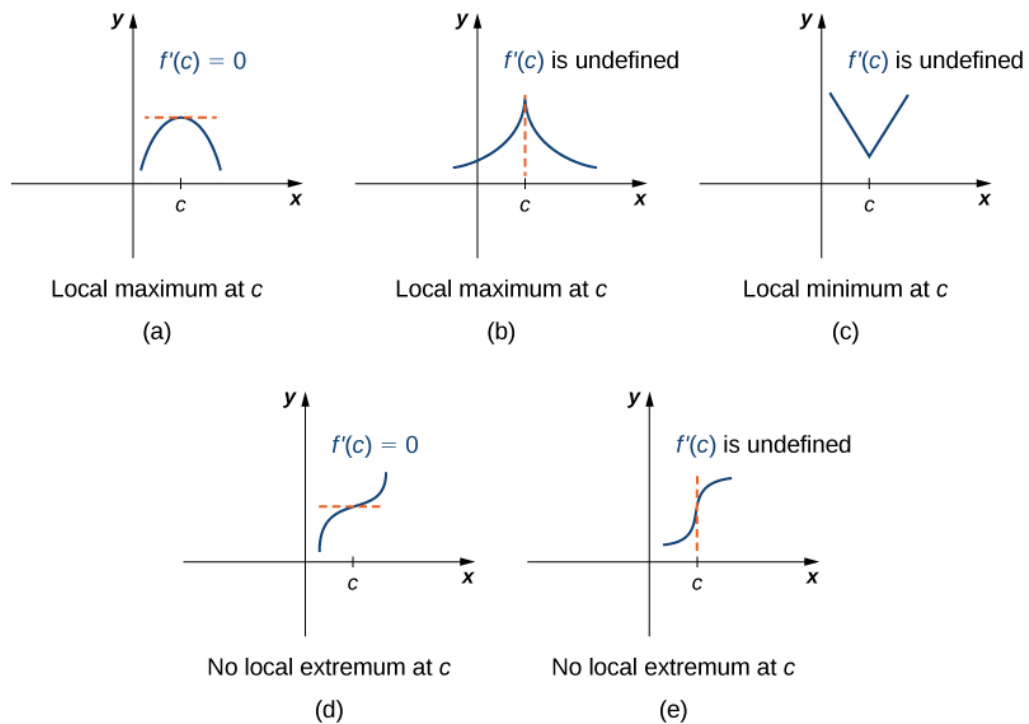 y
f'(c) = 0
c
x
Local maximum at c
(a)
y
f'(c) is undefined
c
x
Local maximum at c
(b)
y
f'(c) is undefined
c
x
Local minimum at c
(c)
y
f'(c) = 0
c
x
No local extremum at c
(d)
y
f'(c) is undefined
c
x
No local extremum at c
(e)